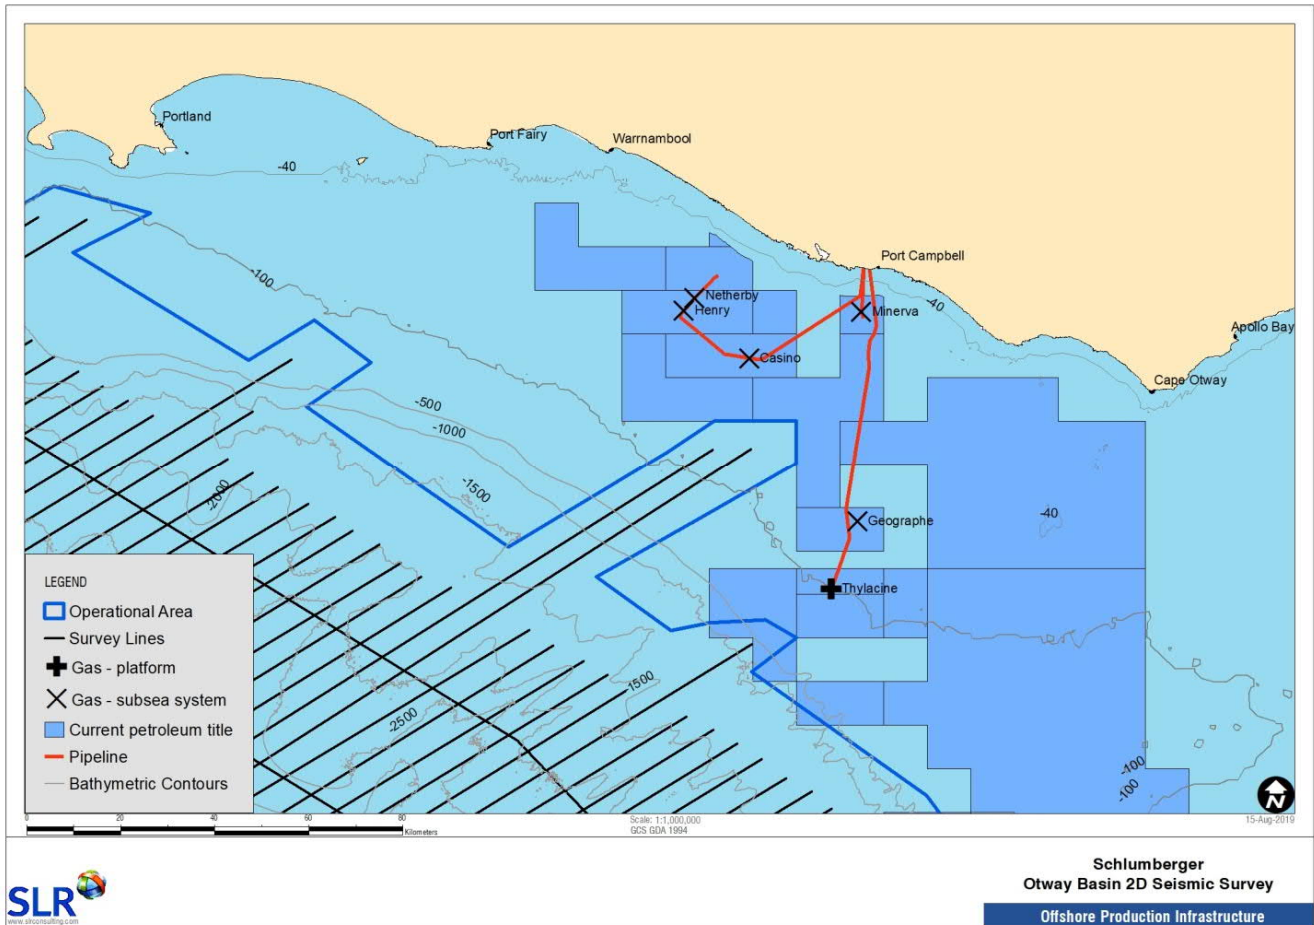 Portland
Port Fairy
Warrnambool
-40
-100
Port Campbell
Netherby
Henry
-40
Minerva
Apollo Bay
Casino
Cape Otway
-500
-1000
-1500
-2000
Geographe
-40
Thylacine
-1500
-2500
-100
-100
LEGEND
Operational Area
Survey Lines
Gas - platform
Gas - subsea system
Current petroleum title
Pipeline
Bathymetric Contours
N
0 20 40 60 80
Kilometers
Scale: 1:1,000,000
GCS GDA 1994
15-Aug-2019
SLR
www.slrconsulting.com
Schlumberger
Otway Basin 2D Seismic Survey
Offshore Production Infrastructure